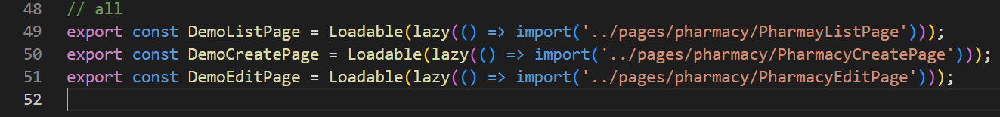 48 // all
49 export const DemoListPage = Loadable(lazy(() => import('../pages/pharmacy/PharmayListPage')));
50 export const DemoCreatePage = Loadable(lazy(() => import('../pages/pharmacy/PharmacyCreatePage')));
51 export const DemoEditPage = Loadable(lazy(() => import('../pages/pharmacy/PharmacyEditPage')));
52